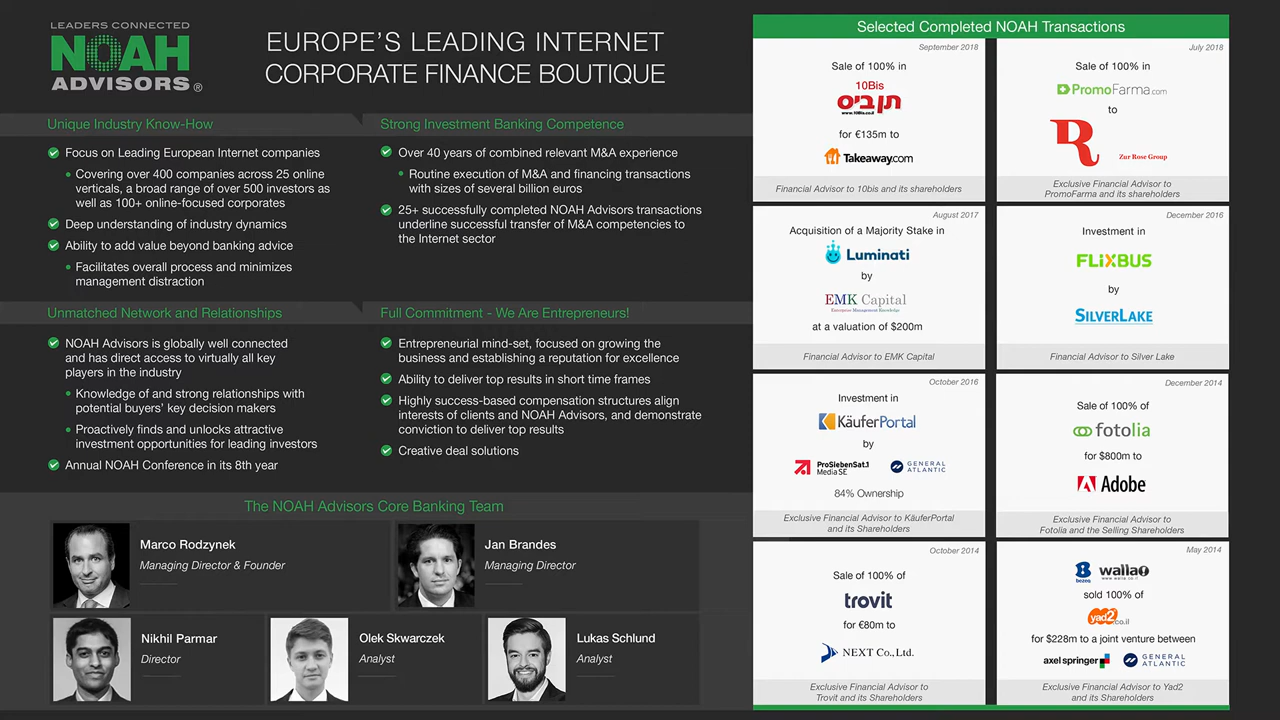 LEADERS CONNECTED
NOAH
ADVISORS®
EUROPE'S LEADING INTERNET
CORPORATE FINANCE BOUTIQUE
Unique Industry Know-How
Focus on Leading European Internet companies
• Covering over 400 companies across 25 online
verticals, a broad range of over 500 investors as
well as 100+ online-focused corporates
Deep understanding of industry dynamics
Ability to add value beyond banking advice
• Facilitates overall process and minimizes
management distraction
Strong Investment Banking Competence
Over 40 years of combined relevant M&A experience
• Routine execution of M&A and financing transactions
with sizes of several billion euros
25+ successfully completed NOAH Advisors transactions
underline successful transfer of M&A competencies to
the Internet sector
Unmatched Network and Relationships
NOAH Advisors is globally well connected
and has direct access to virtually all key
players in the industry
• Knowledge of and strong relationships with
potential buyers' key decision makers
• Proactively finds and unlocks attractive
investment opportunities for leading investors
Annual NOAH Conference in its 8th year
Full Commitment - We Are Entrepreneurs!
Entrepreneurial mind-set, focused on growing the
business and establishing a reputation for excellence
Ability to deliver top results in short time frames
Highly success-based compensation structures align
interests of clients and NOAH Advisors, and demonstrate
conviction to deliver top results
Creative deal solutions
The NOAH Advisors Core Banking Team
Marco Rodzynek
Managing Director & Founder
Jan Brandes
Managing Director
Nikhil Parmar
Director
Olek Skwarczek
Analyst
Lukas Schlund
Analyst
Selected Completed NOAH Transactions
September 2018
Sale of 100% in
10Bis
תן ביס
www.10Bis.co.il
for €135m to
Takeaway.com
Financial Advisor to 10bis and its shareholders
July 2018
Sale of 100% in
PromoFarma.com
to
R
Zur Rose Group
Exclusive Financial Advisor to
PromoFarma and its shareholders
August 2017
Acquisition of a Majority Stake in
Luminati
by
EMK Capital
Enterprise Management Knowledge
at a valuation of $200m
Financial Advisor to EMK Capital
December 2016
Investment in
FLiXBUS
by
SILVERLAKE
Financial Advisor to Silver Lake
October 2016
Investment in
KäuferPortal
by
ProSiebenSat.1
Media SE
GENERAL
ATLANTIC
84% Ownership
Exclusive Financial Advisor to KäuferPortal
and its Shareholders
December 2014
Sale of 100% of
fotolia
for $800m to
Adobe
Exclusive Financial Advisor to
Fotolia and the Selling Shareholders
October 2014
Sale of 100% of
trovit
for €80m to
NEXT Co., Ltd.
Exclusive Financial Advisor to
Trovit and its Shareholders
May 2014
Bezeq
walla!
www.walla.co.il
sold 100% of
yad2.co.il
for $228m to a joint venture between
axel springer
GENERAL
ATLANTIC
Exclusive Financial Advisor to Yad2
and its Shareholders